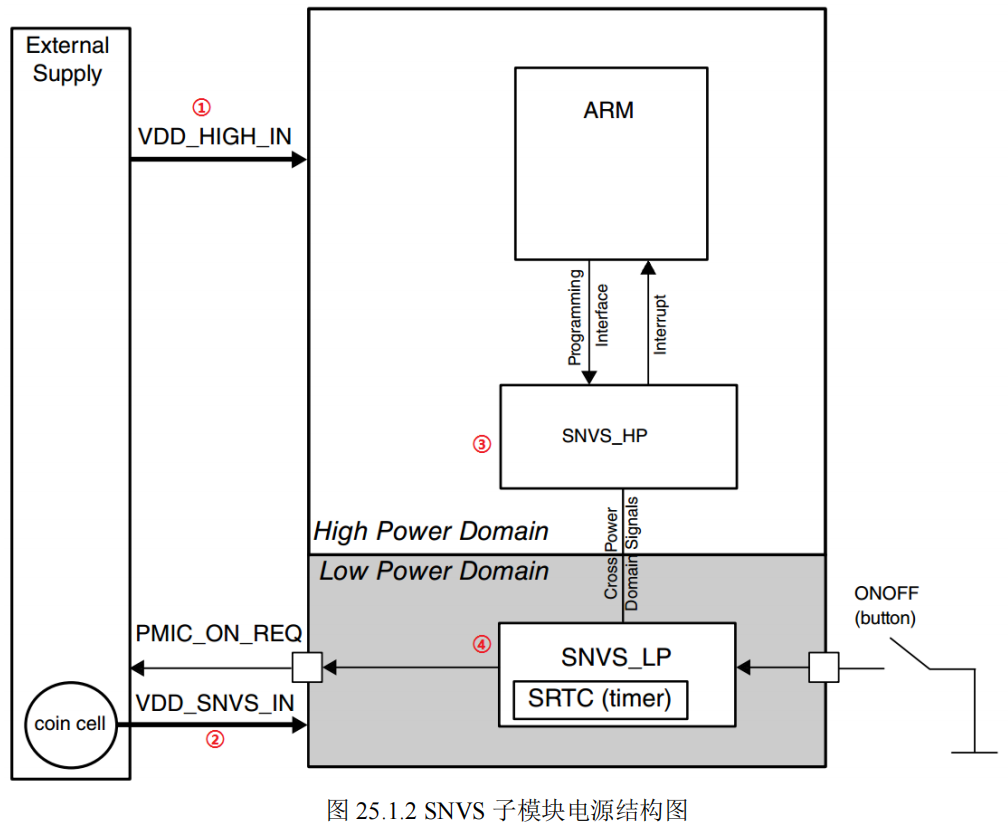 External
Supply
①
VDD_HIGH_IN
ARM
Programming
Interface
Interrupt
③
SNVS_HP
Cross Power
Domain Signals
High Power Domain
Low Power Domain
ONOFF
(button)
PMIC_ON_REQ
④
SNVS_LP
SRTC (timer)
VDD_SNVS_IN
coin cell
②
图 25.1.2 SNVS 子模块电源结构图